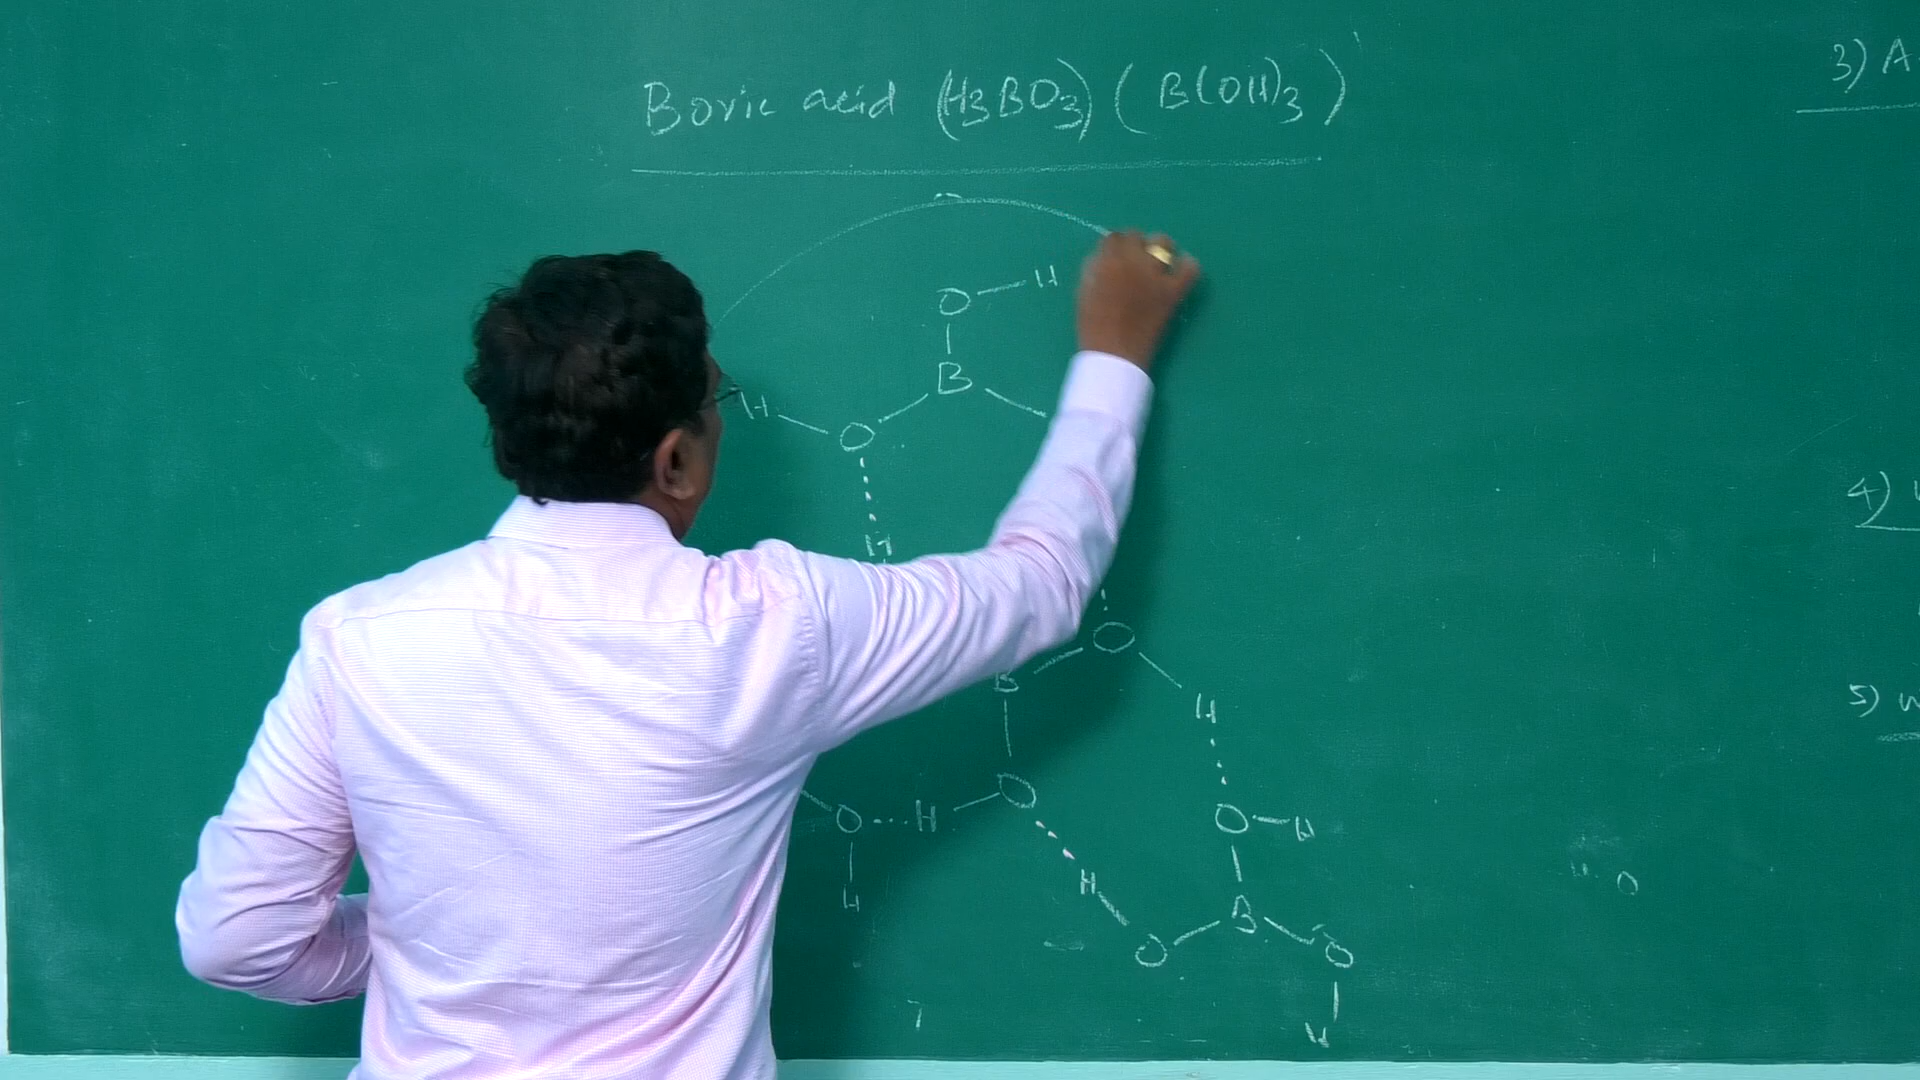 Boric acid (H3BO3) (B(OH)3)
3) A
O — H
B
H O
H
O
B
H
O ... H O O — H
H
H
B
O O
H
4)
5) W